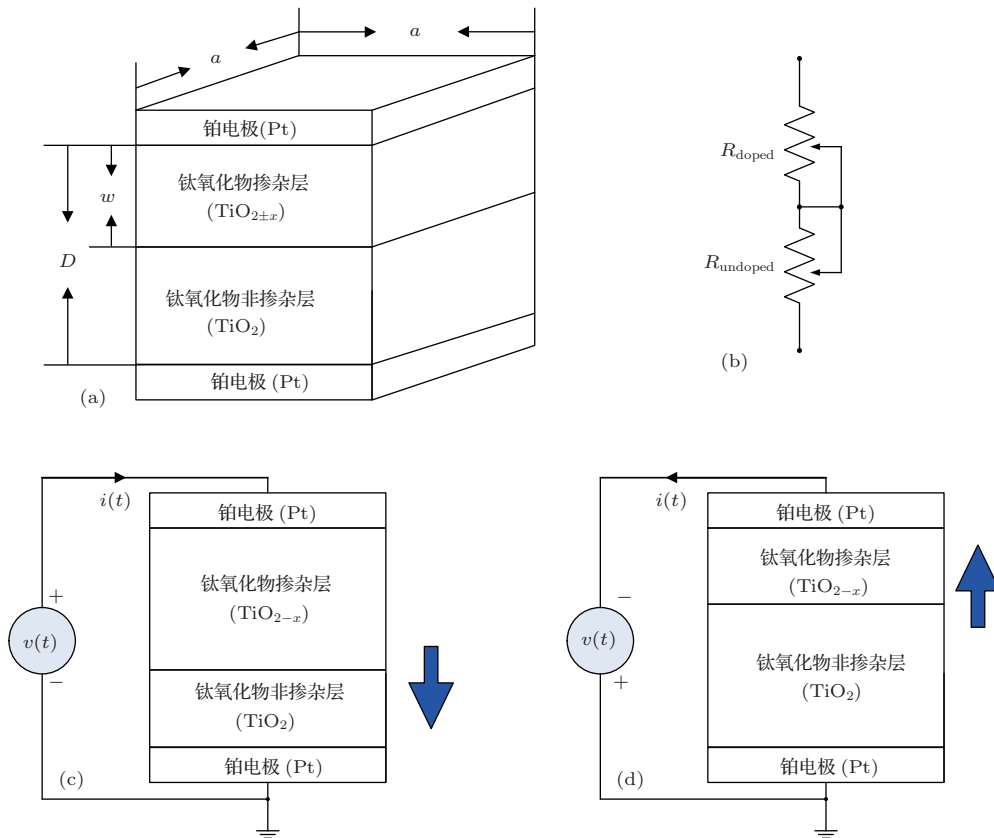 a
a
铂电极(Pt)
钛氧化物掺杂层
(TiO2±x)
w
D
钛氧化物非掺杂层
(TiO2)
铂电极 (Pt)
(a)
Rdoped
Rundoped
(b)
i(t)
铂电极 (Pt)
钛氧化物掺杂层
(TiO2−x)
+
v(t)
−
钛氧化物非掺杂层
(TiO2)
铂电极 (Pt)
(c)
i(t)
铂电极 (Pt)
钛氧化物掺杂层
(TiO2−x)
−
v(t)
+
钛氧化物非掺杂层
(TiO2)
铂电极 (Pt)
(d)